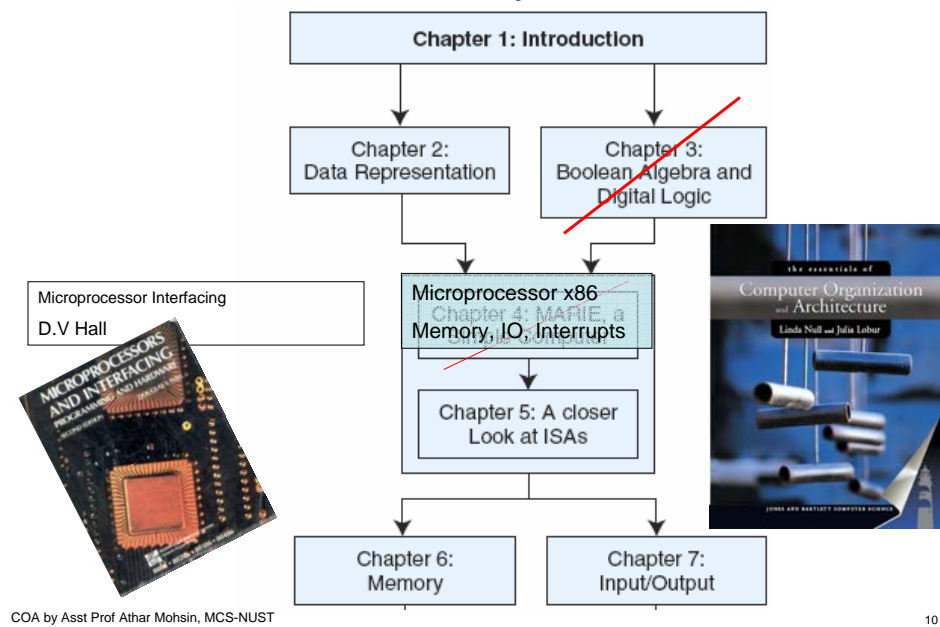 Chapter 1: Introduction
Chapter 2:
Data Representation
Chapter 3:
Boolean Algebra and
Digital Logic
Microprocessor Interfacing
D.V Hall
MICROPROCESSORS
AND INTERFACING
PROGRAMMING AND HARDWARE
SECOND EDITION
Microprocessor x86
Memory, IO, Interrupts
Chapter 4: MARIE, a
Simple Computer
the essentials of
Computer Organization
and Architecture
Linda Null and Julia Lobur
JONES AND BARTLETT COMPUTER SCIENCE
Chapter 5: A closer
Look at ISAs
Chapter 6:
Memory
Chapter 7:
Input/Output
COA by Asst Prof Athar Mohsin, MCS-NUST
10